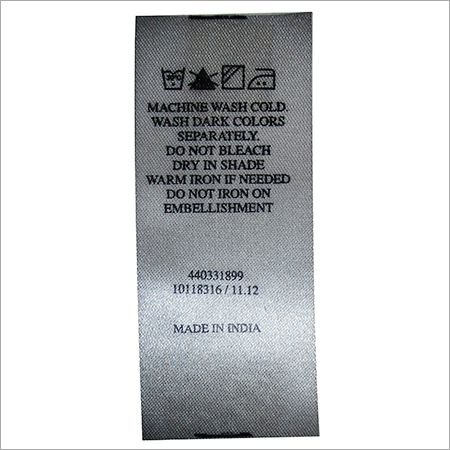 30°C
MACHINE WASH COLD.
WASH DARK COLORS
SEPARATELY.
DO NOT BLEACH
DRY IN SHADE
WARM IRON IF NEEDED
DO NOT IRON ON
EMBELLISHMENT
440331899
10118316 / 11.12
MADE IN INDIA